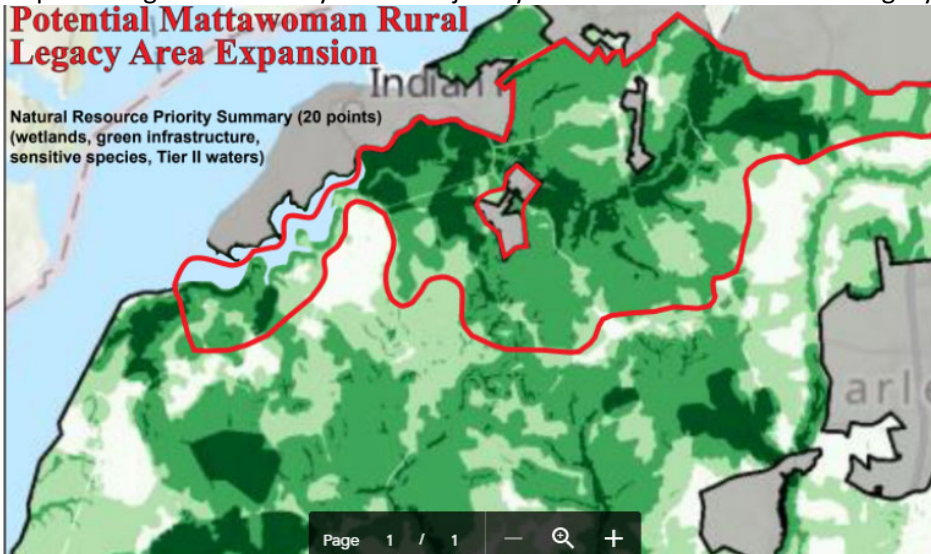 Potential Mattawoman Rural
Legacy Area Expansion
Indian
Natural Resource Priority Summary (20 points)
(wetlands, green infrastructure,
sensitive species, Tier II waters)
arle
Page 1 / 1